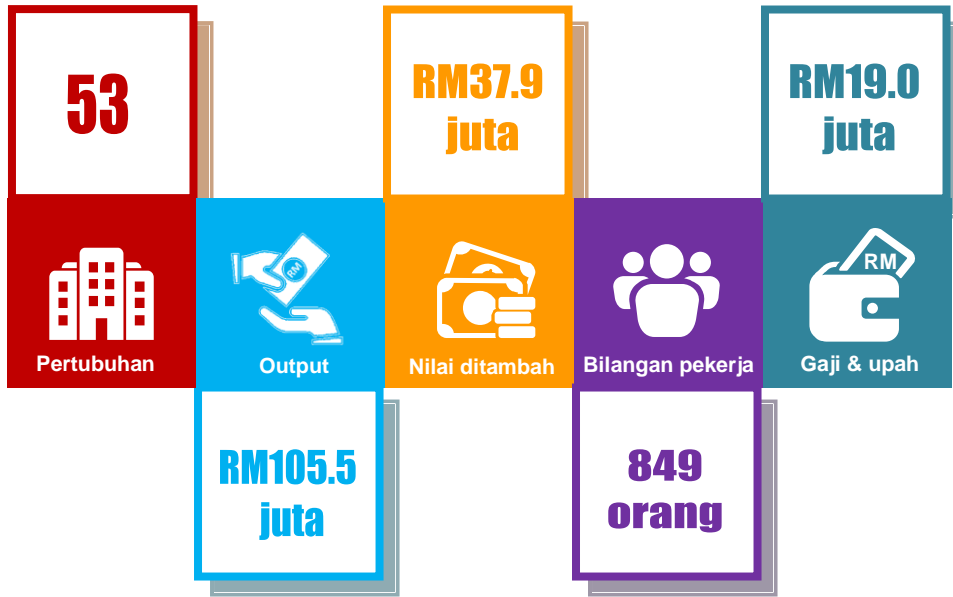 53
Pertubuhan
RM
Output
RM105.5
juta
RM37.9
juta
Nilai ditambah
Bilangan pekerja
849
orang
RM19.0
juta
RM
Gaji & upah